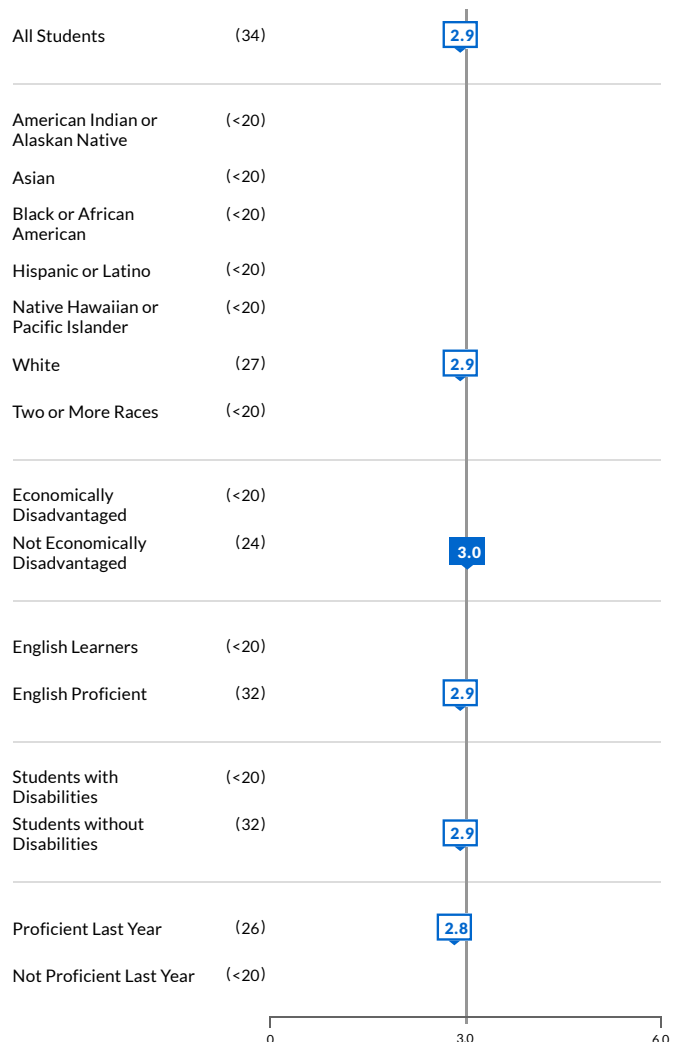 All Students (34) 2.9
American Indian or (<20)
Alaskan Native
Asian (<20)
Black or African (<20)
American
Hispanic or Latino (<20)
Native Hawaiian or (<20)
Pacific Islander
White (27) 2.9
Two or More Races (<20)
Economically (<20)
Disadvantaged
Not Economically (24) 3.0
Disadvantaged
English Learners (<20)
English Proficient (32) 2.9
Students with (<20)
Disabilities
Students without (32) 2.9
Disabilities
Proficient Last Year (26) 2.8
Not Proficient Last Year (<20)
0 3.0 6.0